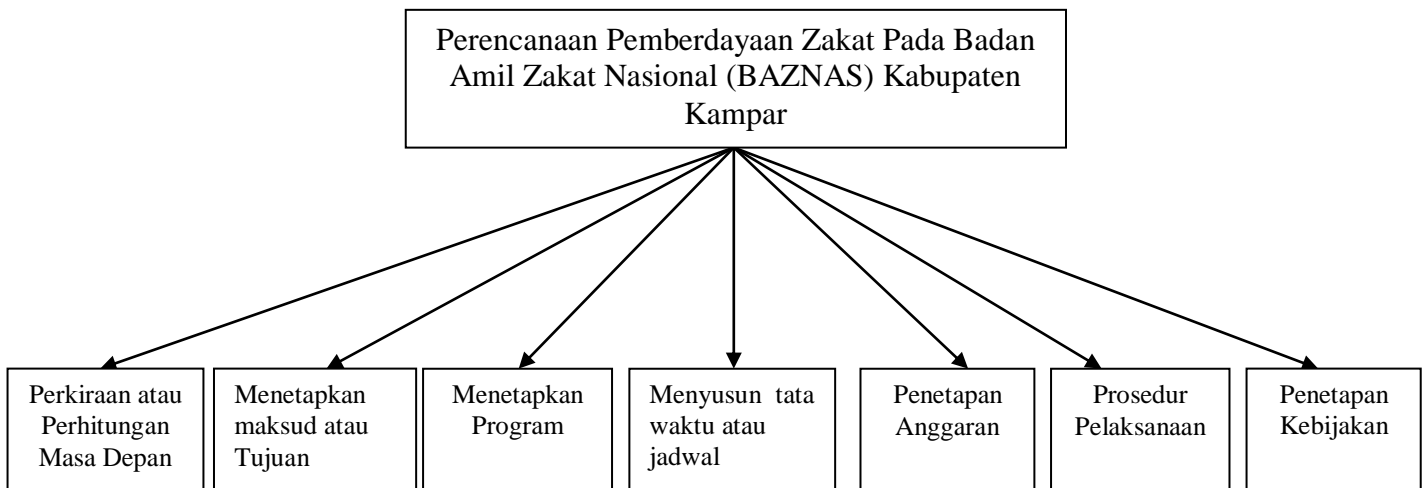 Perencanaan Pemberdayaan Zakat Pada Badan
Amil Zakat Nasional (BAZNAS) Kabupaten
Kampar
Perkiraan atau
Perhitungan
Masa Depan
Menetapkan
maksud atau
Tujuan
Menetapkan
Program
Menyusun tata
waktu atau
jadwal
Penetapan
Anggaran
Prosedur
Pelaksanaan
Penetapan
Kebijakan